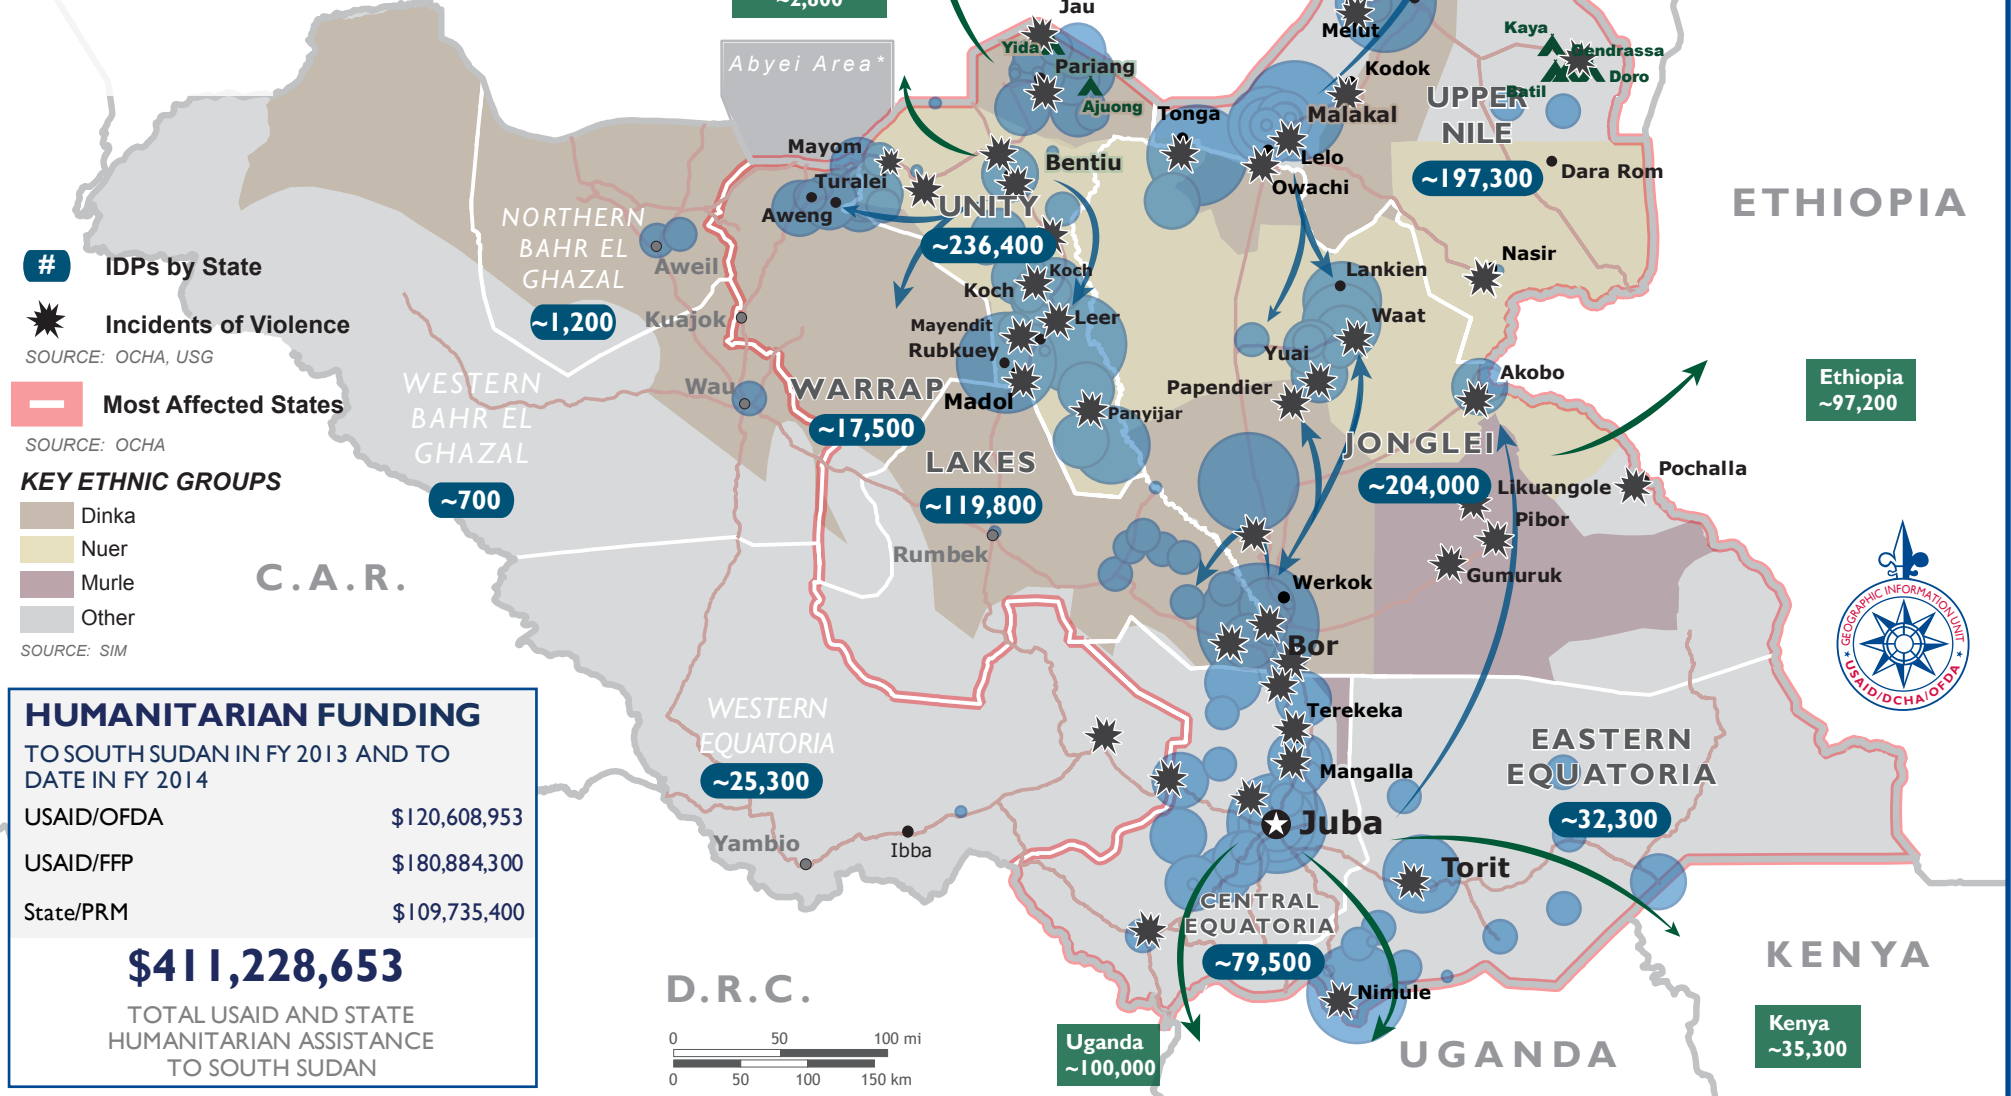 ~2,800
Jau
Melut
Yida
Pariang
Ajuong
Kaya
Gendrassa
Doro
Batil
Kodok
Abyei Area*
Tonga
Malakal
UPPER
NILE
~197,300
Mayom
Bentiu
Lelo
Owachi
Dara Rom
ETHIOPIA
Turalei
Aweng
UNITY
~236,400
NORTHERN
BAHR EL
GHAZAL
~1,200
Aweil
Kuajok
Koch
Koch
Lankien
Nasir
# IDPs by State
Incidents of Violence
SOURCE: OCHA, USG
Most Affected States
SOURCE: OCHA
KEY ETHNIC GROUPS
Dinka
Nuer
Murle
Other
SOURCE: SIM
Mayendit
Rubkuey
Leer
Waat
Yuai
Papendier
Akobo
Ethiopia
~97,200
WESTERN
BAHR EL
GHAZAL
~700
Wau
WARRAP
~17,500
Madol
Panyijar
LAKES
~119,800
JONGLEI
~204,000
Likuangole
Pochalla
Pibor
Gumuruk
Rumbek
C.A.R.
Werkok
Bor
GEOGRAPHIC INFORMATION UNIT
USAID/DCHA/OFDA
HUMANITARIAN FUNDING
TO SOUTH SUDAN IN FY 2013 AND TO
DATE IN FY 2014
USAID/OFDA $120,608,953
USAID/FFP $180,884,300
State/PRM $109,735,400
$411,228,653
TOTAL USAID AND STATE
HUMANITARIAN ASSISTANCE
TO SOUTH SUDAN
WESTERN
EQUATORIA
~25,300
Terekeka
Mangalla
EASTERN
EQUATORIA
~32,300
Juba
Yambio
Ibba
Torit
CENTRAL
EQUATORIA
~79,500
Nimule
KENYA
D.R.C.
0 50 100 mi
0 50 100 150 km
Uganda
~100,000
UGANDA
Kenya
~35,300